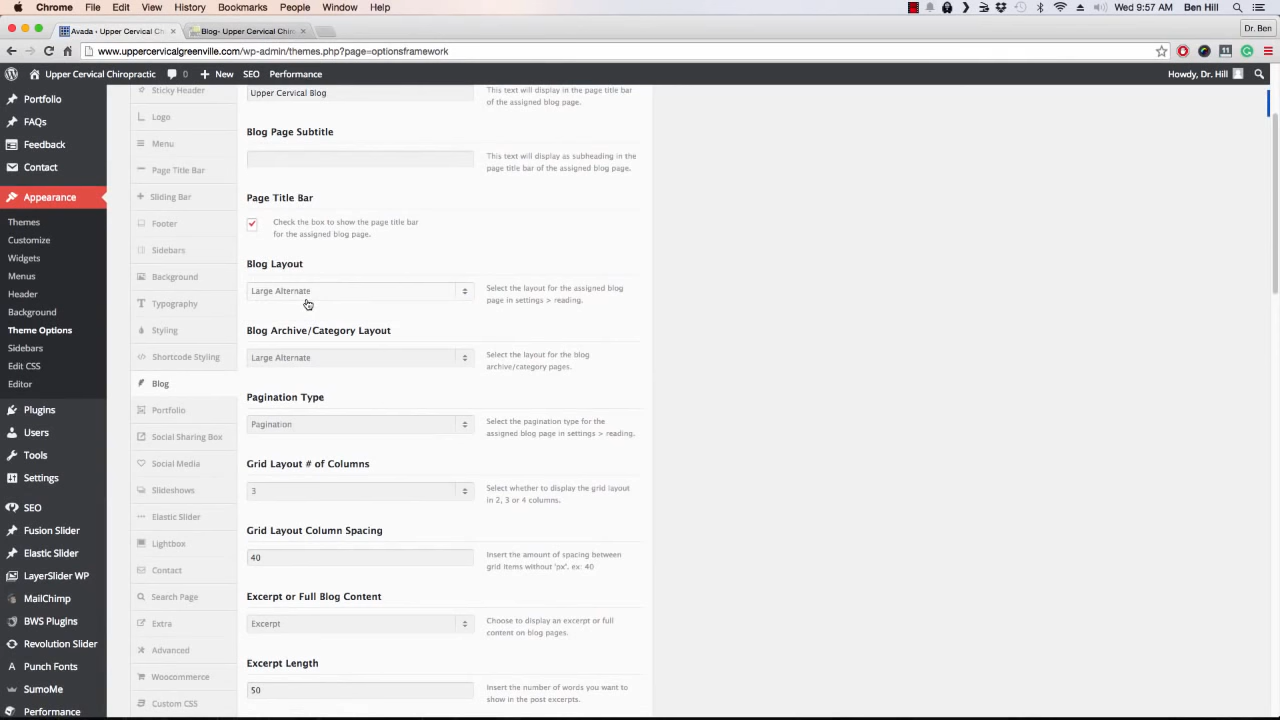 Chrome File Edit View History Bookmarks People Window Help Wed 9:57 AM Ben Hill
Avada - Upper Cervical Chi Blog- Upper Cervical Chiro Dr. Ben
www.uppercervicalgreenville.com/wp-admin/themes.php?page=optionsframework
Upper Cervical Chiropractic 0 + New SEO Performance Howdy, Dr. Hill
Portfolio
FAQs
Feedback
Contact
Appearance
Themes
Customize
Widgets
Menus
Header
Background
Theme Options
Sidebars
Edit CSS
Editor
Plugins
Users
Tools
Settings
SEO
Fusion Slider
Elastic Slider
LayerSlider WP
MailChimp
BWS Plugins
Revolution Slider
Punch Fonts
SumoMe
Performance
Sticky Header
Logo
Menu
Page Title Bar
Sliding Bar
Footer
Sidebars
Background
Typography
Styling
Shortcode Styling
Blog
Portfolio
Social Sharing Box
Social Media
Slideshows
Elastic Slider
Lightbox
Contact
Search Page
Extra
Advanced
Woocommerce
Custom CSS
Upper Cervical Blog
This text will display in the page title bar
of the assigned blog page.
Blog Page Subtitle
This text will display as subheading in the
page title bar of the assigned blog page.
Page Title Bar
Check the box to show the page title bar
for the assigned blog page.
Blog Layout
Large Alternate
Select the layout for the assigned blog
page in settings > reading.
Blog Archive/Category Layout
Large Alternate
Select the layout for the blog
archive/category pages.
Pagination Type
Pagination
Select the pagination type for the
assigned blog page in settings > reading.
Grid Layout # of Columns
3
Select whether to display the grid layout
in 2, 3 or 4 columns.
Grid Layout Column Spacing
40
Insert the amount of spacing between
grid items without 'px'. ex: 40
Excerpt or Full Blog Content
Excerpt
Choose to display an excerpt or full
content on blog pages.
Excerpt Length
50
Insert the number of words you want to
show in the post excerpts.